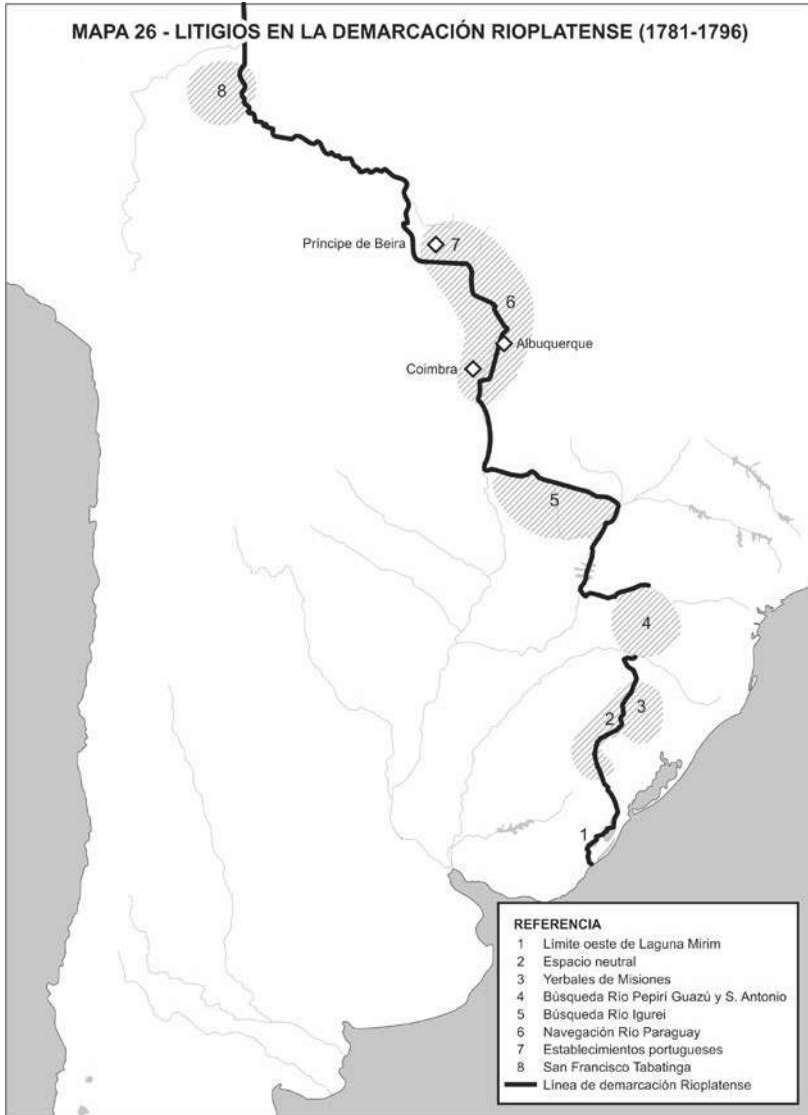 MAPA 26 - LITIGIOS EN LA DEMARCACIÓN RIOPLATENSE (1781-1796)
8
Príncipe de Beira
7
6
Albuquerque
Coimbra
5
4
3
2
1
REFERENCIA
1 Límite oeste de Laguna Mirim
2 Espacio neutral
3 Yerbales de Misiones
4 Búsqueda Río Pepirí Guazú y S. Antonio
5 Búsqueda Río Igurei
6 Navegación Río Paraguay
7 Establecimientos portugueses
8 San Francisco Tabatinga
Línea de demarcación Rioplatense